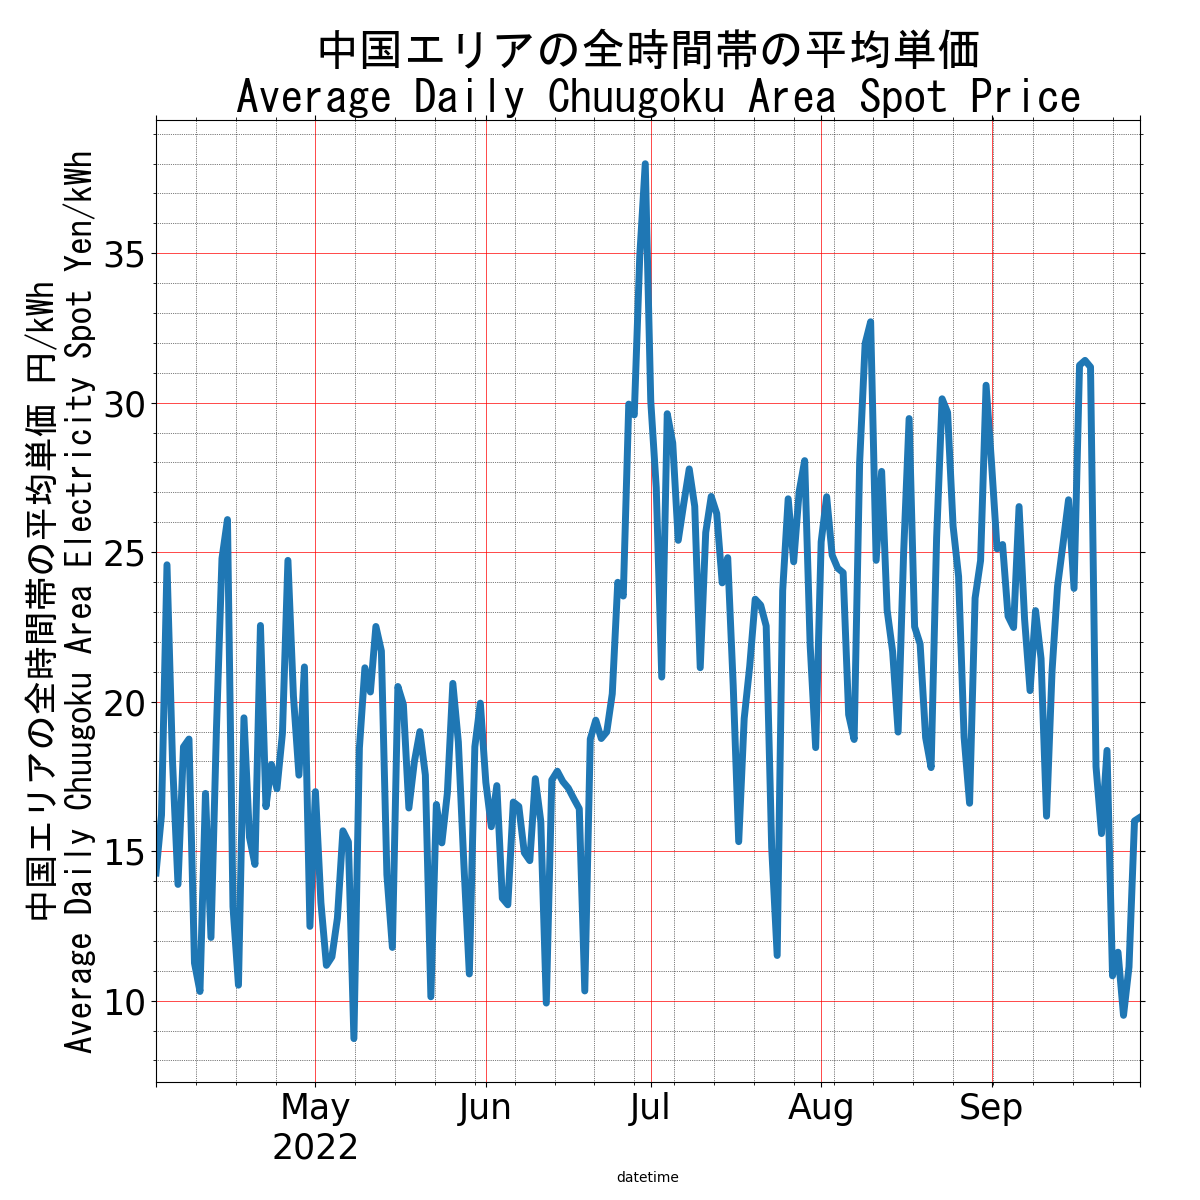 中国エリアの全時間帯の平均単価
Average Daily Chuugoku Area Spot Price
中国エリアの全時間帯の平均単価 円/kWh
Average Daily Chuugoku Area Electricity Spot Yen/kWh
35
30
25
20
15
10
May
2022
Jun
Jul
Aug
Sep
datetime